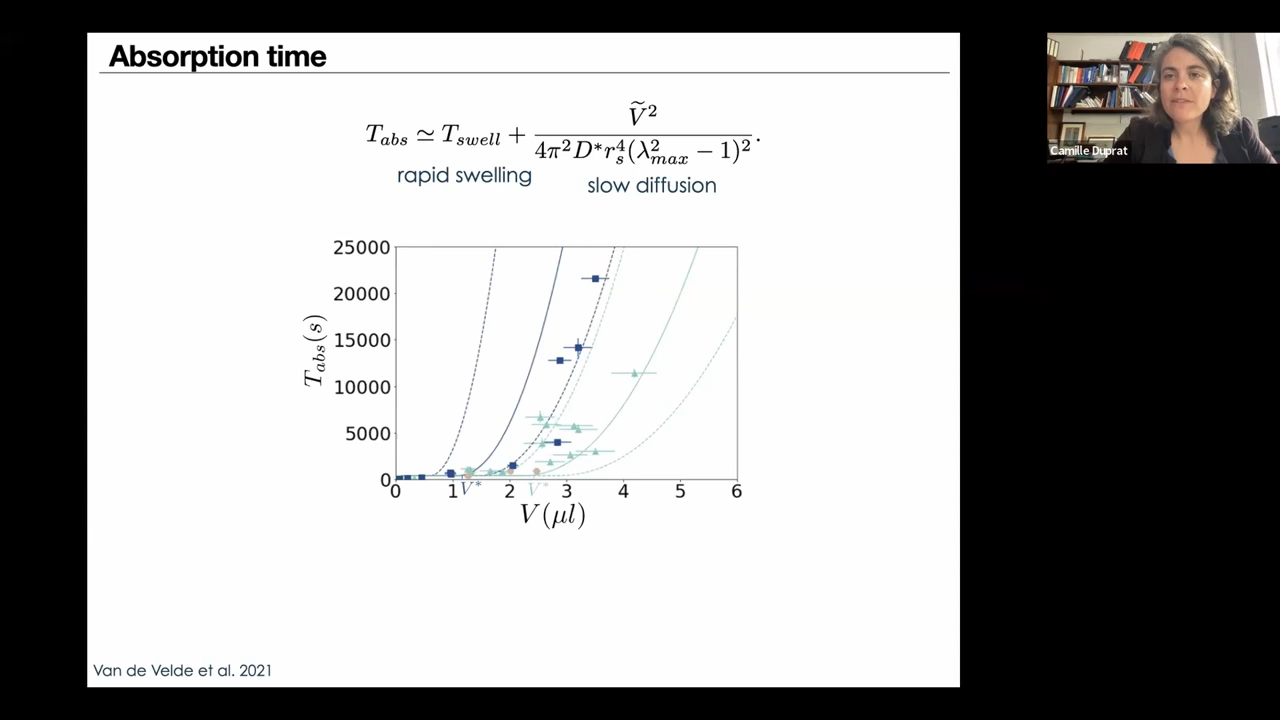 Absorption time
T_abs ≃ T_swell + Ṽ² / 4π²D*r_s⁴(λ²_max − 1)².
rapid swelling
slow diffusion
25000
20000
15000
10000
5000
0
T_abs(s)
0 1 2 3 4 5 6
V* V*
V(μl)
Van de Velde et al. 2021
Camille Duprat